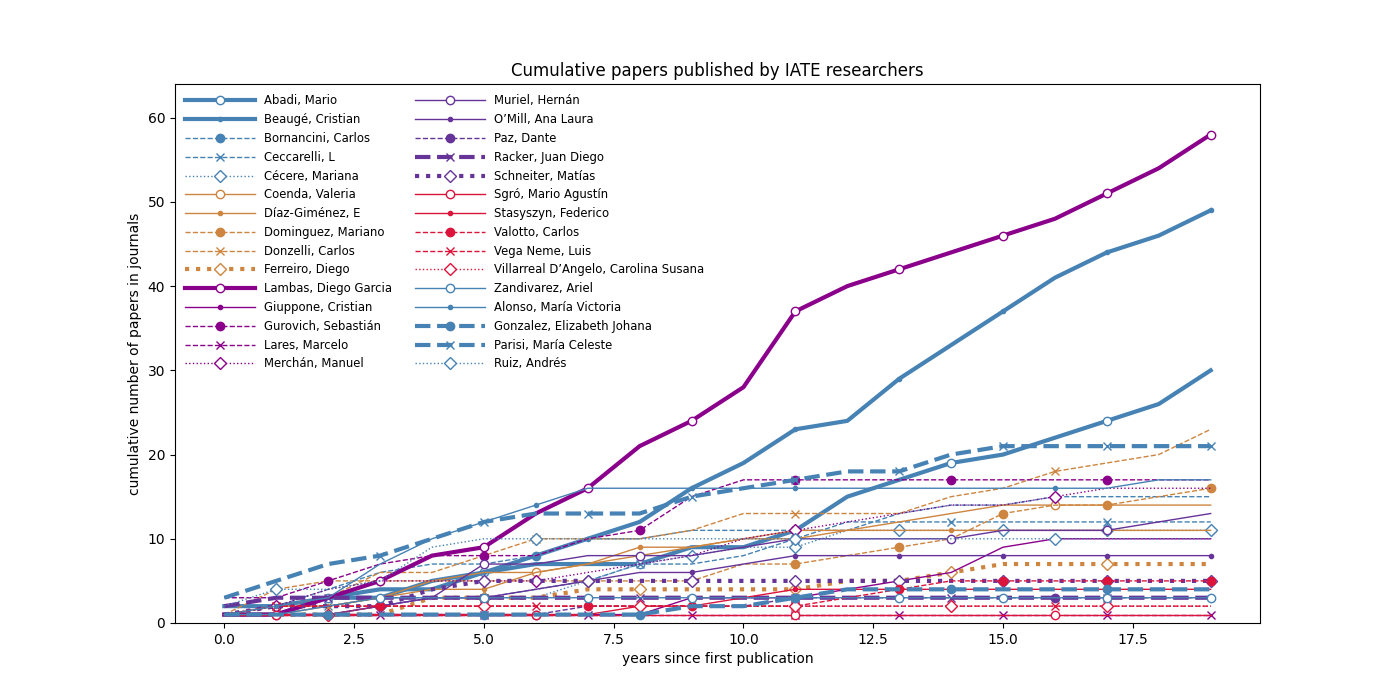 Cumulative papers published by IATE researchers
cumulative number of papers in journals
60
50
40
30
20
10
0
Abadi, Mario
Beaugé, Cristian
Bornancini, Carlos
Ceccarelli, L
Cécere, Mariana
Coenda, Valeria
Díaz-Giménez, E
Dominguez, Mariano
Donzelli, Carlos
Ferreiro, Diego
Lambas, Diego Garcia
Giuppone, Cristian
Gurovich, Sebastián
Lares, Marcelo
Merchán, Manuel
Muriel, Hernán
O’Mill, Ana Laura
Paz, Dante
Racker, Juan Diego
Schneiter, Matías
Sgró, Mario Agustín
Stasyszyn, Federico
Valotto, Carlos
Vega Neme, Luis
Villarreal D’Angelo, Carolina Susana
Zandivarez, Ariel
Alonso, María Victoria
Gonzalez, Elizabeth Johana
Parisi, María Celeste
Ruiz, Andrés
0.0 2.5 5.0 7.5 10.0 12.5 15.0 17.5
years since first publication